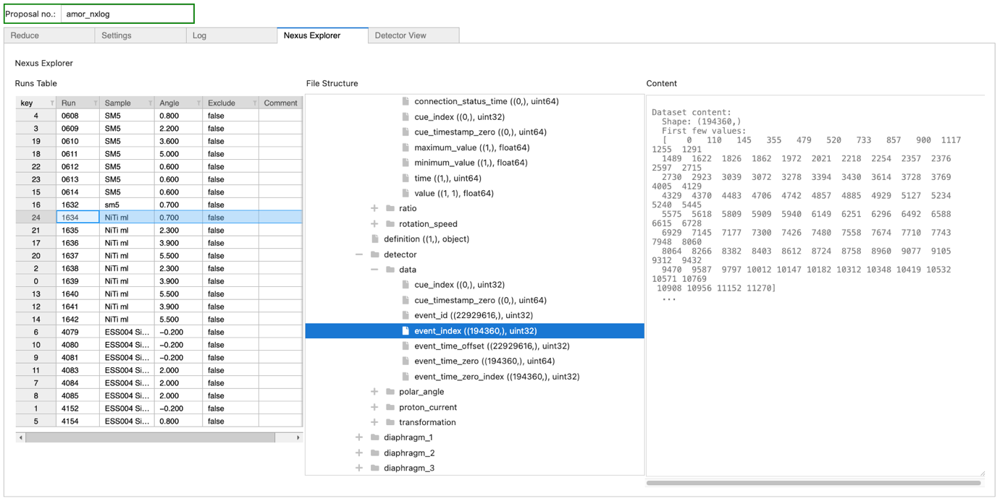 Proposal no.: amor_nxlog
Reduce Settings Log Nexus Explorer Detector View
Nexus Explorer
Runs Table
key Run Sample Angle Exclude Comment
4 0608 SM5 0.800 false
3 0609 SM5 2.200 false
19 0610 SM5 3.600 false
18 0611 SM5 5.000 false
22 0612 SM5 0.600 false
23 0613 SM5 0.600 false
15 0614 SM5 0.600 false
16 1632 sm5 0.700 false
24 1634 NiTi ml 0.700 false
21 1635 NiTi ml 2.300 false
17 1636 NiTi ml 3.900 false
20 1637 NiTi ml 5.500 false
2 1638 NiTi ml 2.300 false
0 1639 NiTi ml 3.900 false
13 1640 NiTi ml 5.500 false
12 1641 NiTi ml 3.900 false
14 1642 NiTi ml 5.500 false
6 4079 ESS004 Si... −0.200 false
10 4080 ESS004 Si... −0.200 false
9 4081 ESS004 Si... −0.200 false
11 4083 ESS004 Si... 2.000 false
7 4084 ESS004 Si... 2.000 false
8 4085 ESS004 Si... 2.000 false
1 4152 ESS004 Si... −0.200 false
5 4154 ESS004 Si... 0.800 false
File Structure
connection_status_time ((0,), uint64)
cue_index ((0,), uint32)
cue_timestamp_zero ((0,), uint64)
maximum_value ((1,), float64)
minimum_value ((1,), float64)
time ((1,), uint64)
value ((1, 1), float64)
ratio
rotation_speed
definition ((1,), object)
detector
data
cue_index ((0,), uint32)
cue_timestamp_zero ((0,), uint64)
event_id ((22929616,), uint32)
event_index ((194360,), uint32)
event_time_offset ((22929616,), uint32)
event_time_zero ((194360,), uint64)
event_time_zero_index ((194360,), uint32)
polar_angle
proton_current
transformation
diaphragm_1
diaphragm_2
diaphragm_3
Content
Dataset content:
Shape: (194360,)
First few values:
[ 0 110 145 355 479 520 733 857 900 1117
1255 1291
1489 1622 1826 1862 1972 2021 2218 2254 2357 2376
2597 2715
2730 2923 3039 3072 3278 3394 3430 3614 3728 3769
4005 4129
4329 4370 4483 4706 4742 4857 4885 4929 5127 5234
5240 5445
5575 5618 5809 5909 5940 6149 6251 6296 6492 6588
6615 6728
6929 7145 7177 7300 7426 7480 7558 7674 7710 7743
7948 8060
8064 8266 8382 8403 8612 8724 8758 8960 9077 9105
9312 9432
9470 9587 9797 10012 10147 10182 10312 10348 10419 10532
10571 10769
10908 10956 11152 11270]
...